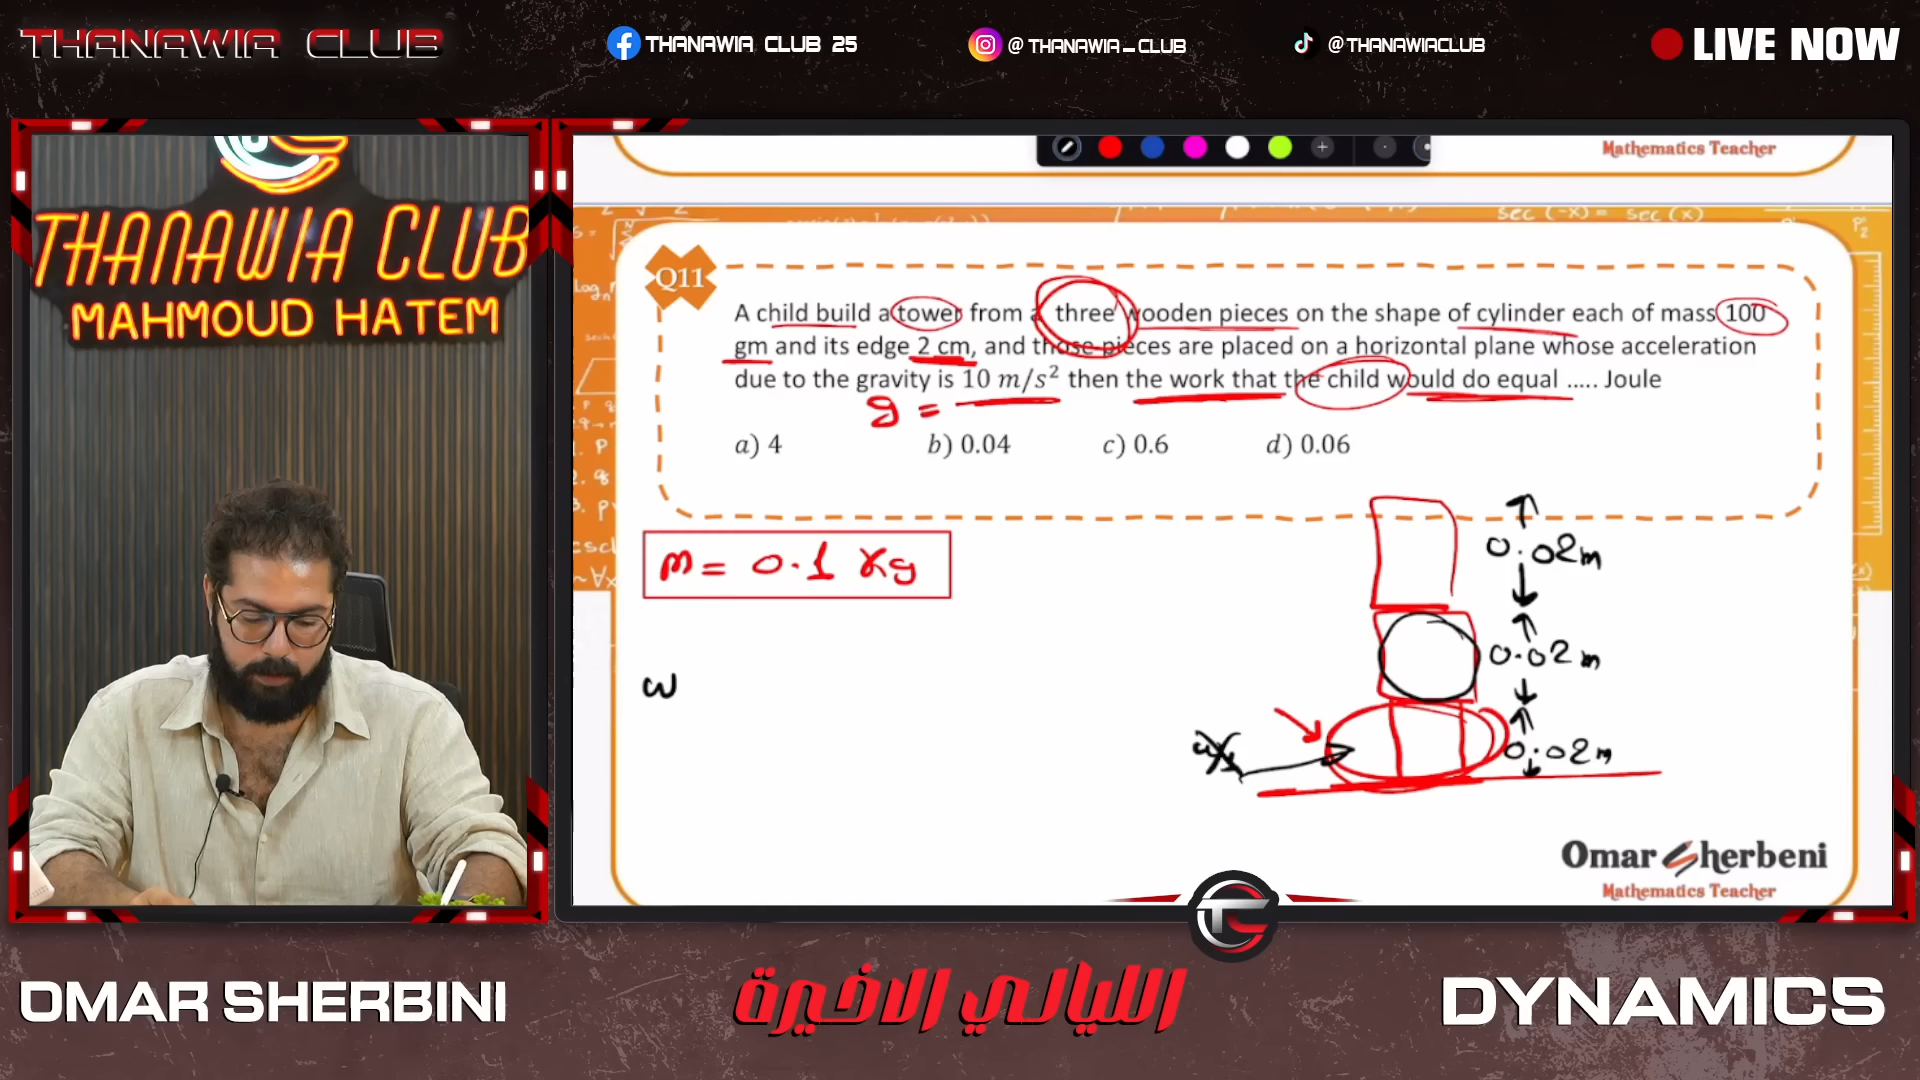 THANAWIA CLUB
THANAWIA CLUB 25
@THANAWIA_CLUB
@THANAWIACLUB
LIVE NOW
THANAWIA CLUB
MAHMOUD HATEM
Mathematics Teacher
sec (-x) = sec (x)
Q11
A child build a tower from a three wooden pieces on the shape of cylinder each of mass 100
gm and its edge 2 cm, and those pieces are placed on a horizontal plane whose acceleration
due to the gravity is 10 m/s² then the work that the child would do equal ..... Joule
g =
a) 4 b) 0.04 c) 0.6 d) 0.06
m = 0.1 Kg
0.02m
0.02m
0.02m
ω
Omar Sherbeni
Mathematics Teacher
TC
OMAR SHERBINI
الليالي الاخيرة
DYNAMICS